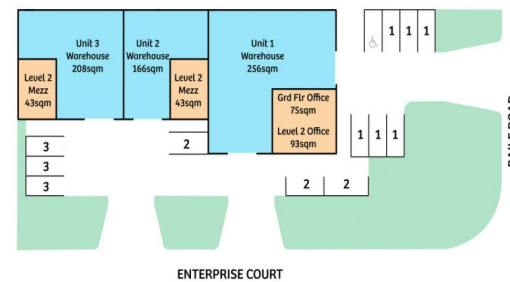 Unit 3
Warehouse
208sqm
Unit 2
Warehouse
166sqm
Unit 1
Warehouse
256sqm
1
1
1
Level 2
Mezz
43sqm
Level 2
Mezz
43sqm
Grd Flr Office
75sqm
Level 2 Office
93sqm
1
1
1
3
3
3
2
2
2
ROAD
ENTERPRISE COURT